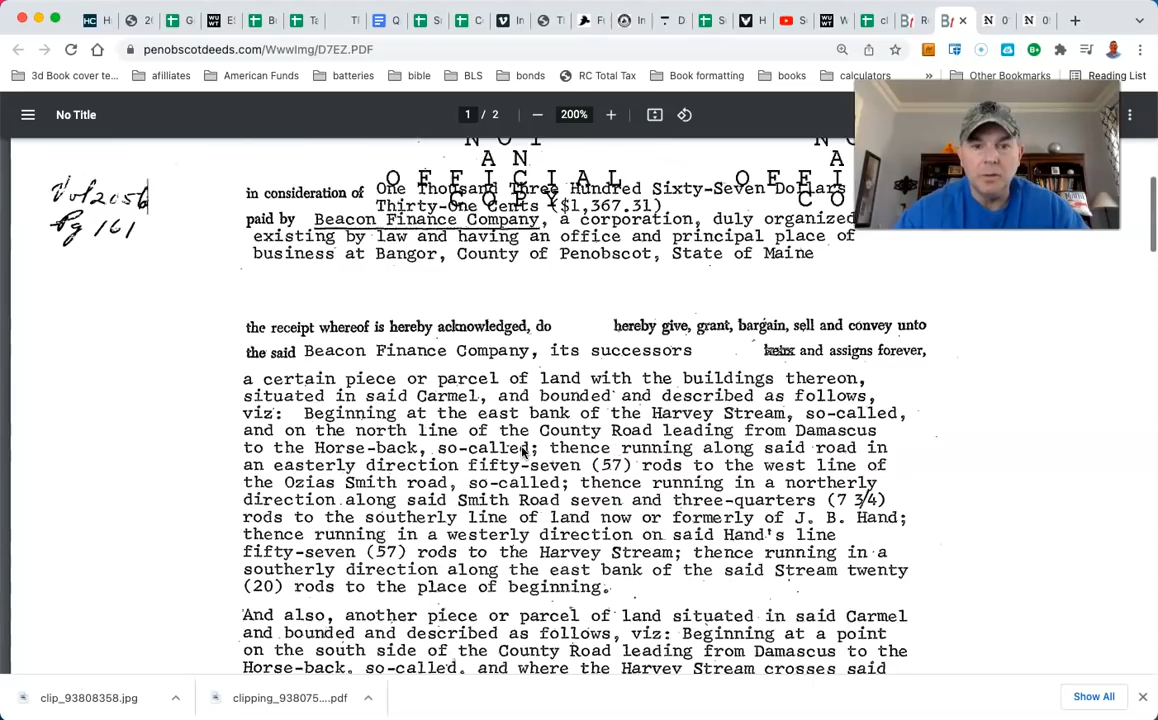 H
2
G
E
B
T
Ti
Q
S
C
In
Ti
Fu
In
D
S
H
S
W
cl
R
B
0
0
penobscotdeeds.com/WwwImg/D7EZ.PDF
3d Book cover te...
afiliates
American Funds
batteries
bible
BLS
bonds
RC Total Tax
Book formatting
books
calculators
»
Other Bookmarks
Reading List
No Title
1 / 2
200%
N O T
A N
O F F I C I A L
C O P Y
N O
A
O F F I
C O
Vol 2056
Pg 161
in consideration of One Thousand Three Hundred Sixty-Seven Dollars
Thirty-One Cents ($1,367.31)
paid by Beacon Finance Company, a corporation, duly organized
existing by law and having an office and principal place of
business at Bangor, County of Penobscot, State of Maine
the receipt whereof is hereby acknowledged, do hereby give, grant, bargain, sell and convey unto
the said Beacon Finance Company, its successors heirs and assigns forever,
a certain piece or parcel of land with the buildings thereon,
situated in said Carmel, and bounded and described as follows,
viz: Beginning at the east bank of the Harvey Stream, so-called,
and on the north line of the County Road leading from Damascus
to the Horse-back, so-called; thence running along said road in
an easterly direction fifty-seven (57) rods to the west line of
the Ozias Smith road, so-called; thence running in a northerly
direction along said Smith Road seven and three-quarters (7 3/4)
rods to the southerly line of land now or formerly of J. B. Hand;
thence running in a westerly direction on said Hand's line
fifty-seven (57) rods to the Harvey Stream; thence running in a
southerly direction along the east bank of the said Stream twenty
(20) rods to the place of beginning.
And also, another piece or parcel of land situated in said Carmel
and bounded and described as follows, viz: Beginning at a point
on the south side of the County Road leading from Damascus to the
Horse-back, so-called, and where the Harvey Stream crosses said
clip_93808358.jpg
clipping_938075....pdf
Show All